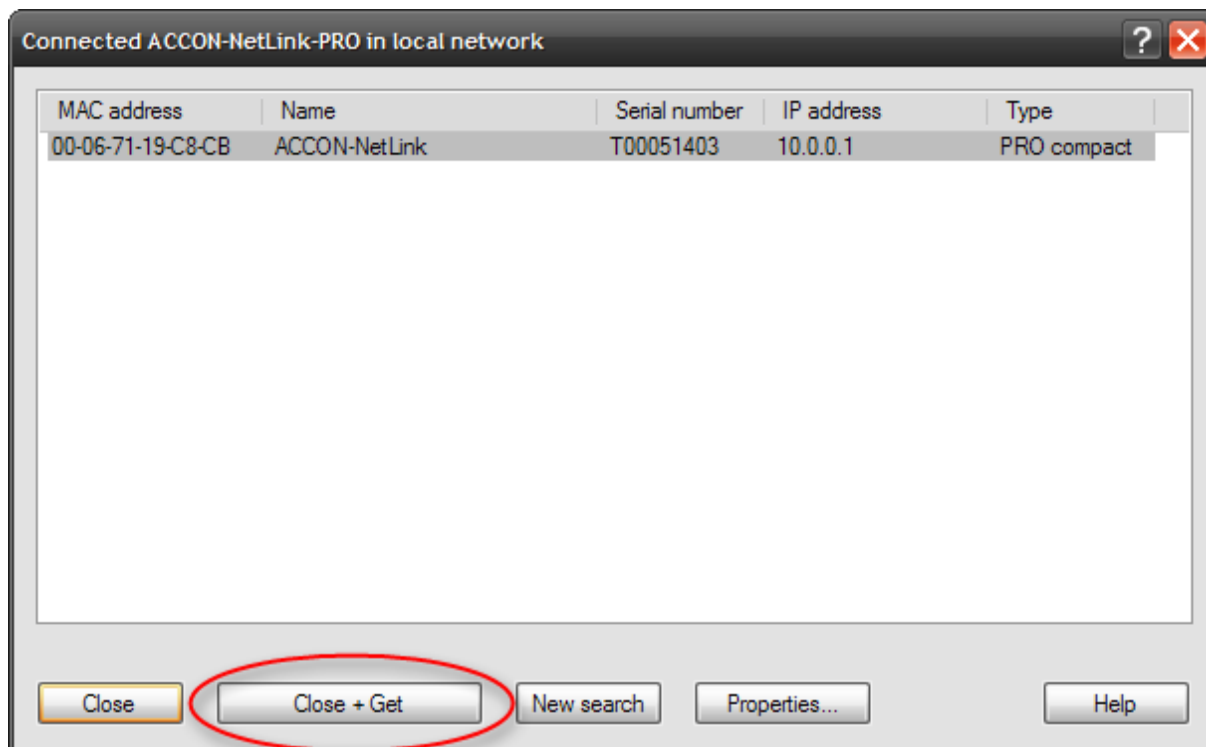 Connected ACCON-NetLink-PRO in local network
MAC address Name Serial number IP address Type
00-06-71-19-C8-CB ACCON-NetLink T00051403 10.0.0.1 PRO compact
Close Close + Get New search Properties... Help